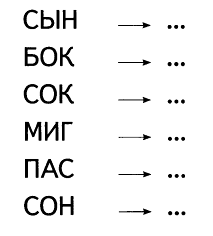 СЫН → ...
БОК → ...
СОК → ...
МИГ → ...
ПАС → ...
СОН → ...